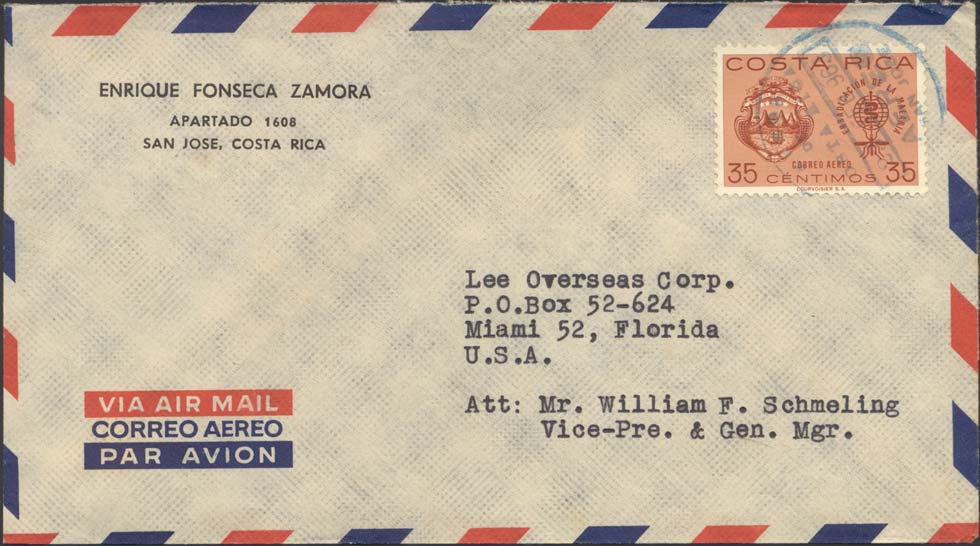 ENRIQUE FONSECA ZAMORA
APARTADO 1608
SAN JOSE, COSTA RICA
COSTA RICA
ERRADICACIÓN DE LA MALARIA
CORREO AEREO
35 CÉNTIMOS 35
COURVOISIER S.A.
Lee Overseas Corp.
P.O.Box 52-624
Miami 52, Florida
U.S.A.
Att: Mr. William F. Schmeling
Vice-Pre. & Gen. Mgr.
VIA AIR MAIL
CORREO AEREO
PAR AVION